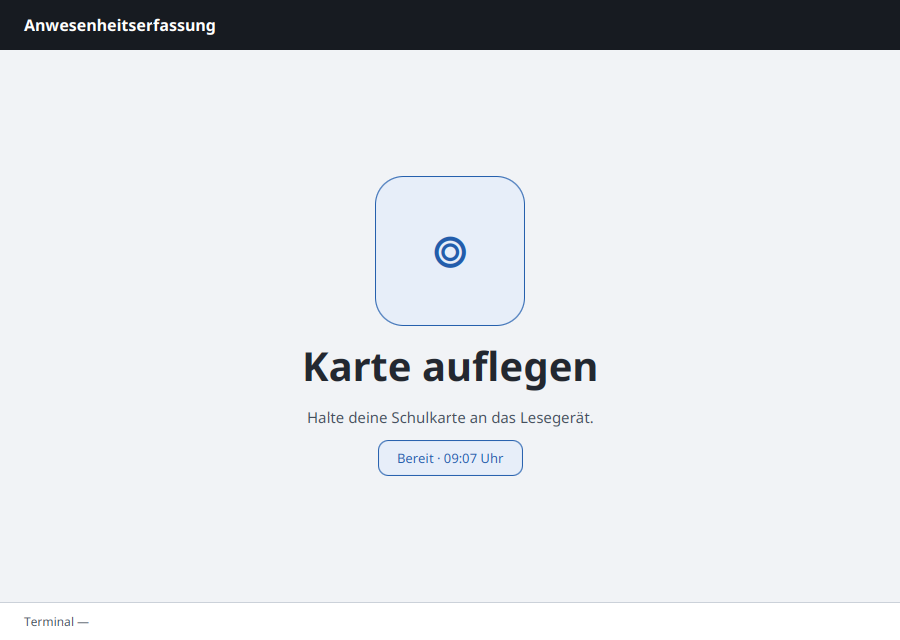 Anwesenheitserfassung
Karte auflegen
Halte deine Schulkarte an das Lesegerät.
Bereit · 09:07 Uhr
Terminal —